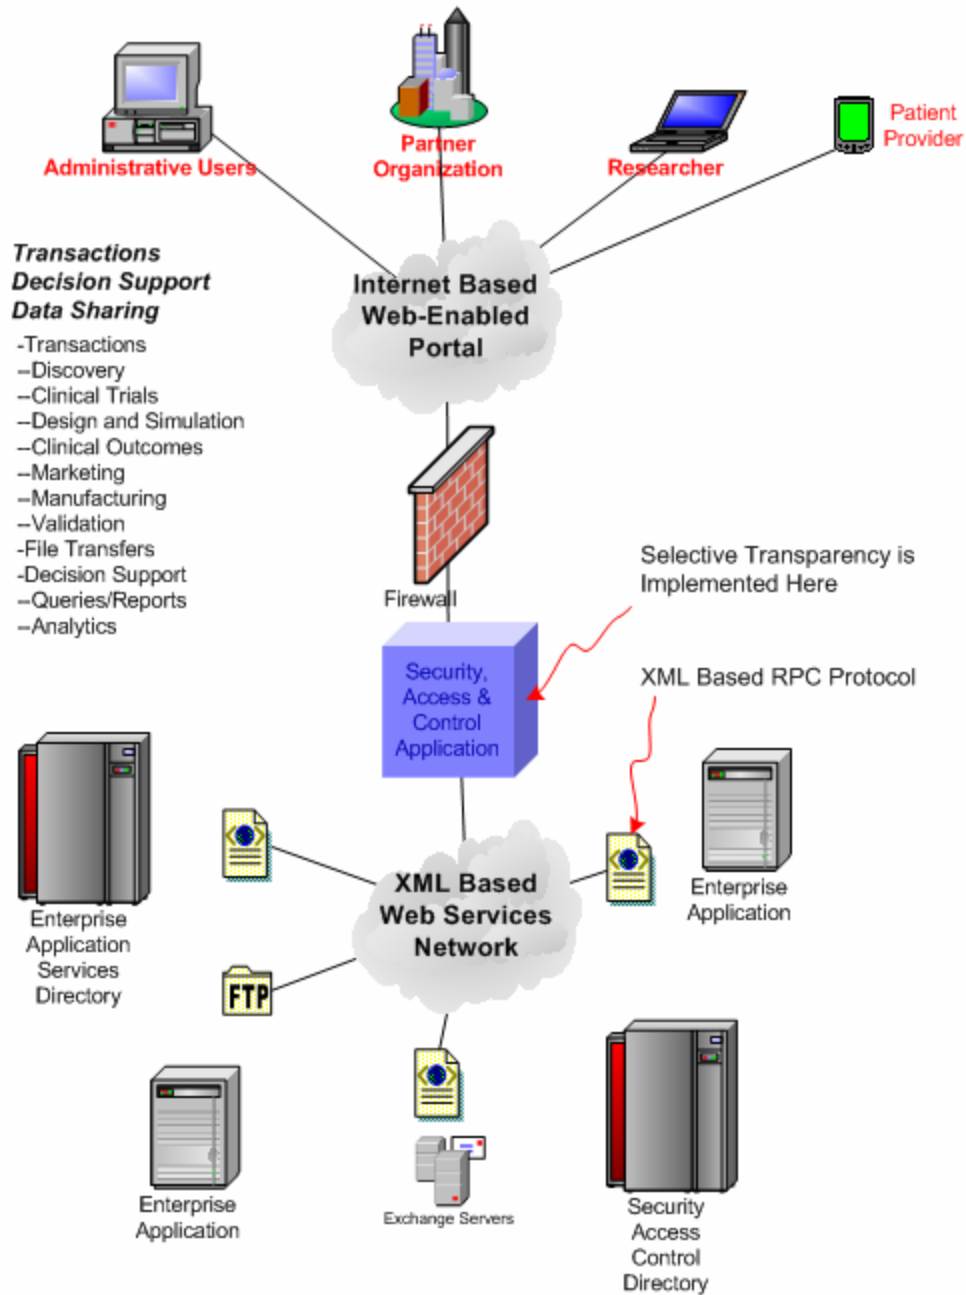 Administrative Users
Partner
Organization
Researcher
Patient
Provider
Transactions
Decision Support
Data Sharing
-Transactions
--Discovery
--Clinical Trials
--Design and Simulation
--Clinical Outcomes
--Marketing
--Manufacturing
--Validation
-File Transfers
-Decision Support
--Queries/Reports
--Analytics
Internet Based
Web-Enabled
Portal
Firewall
Selective Transparency is
Implemented Here
Security,
Access &
Control
Application
XML Based RPC Protocol
Enterprise
Application
Services
Directory
XML Based
Web Services
Network
Enterprise
Application
FTP
Enterprise
Application
Exchange Servers
Security
Access
Control
Directory